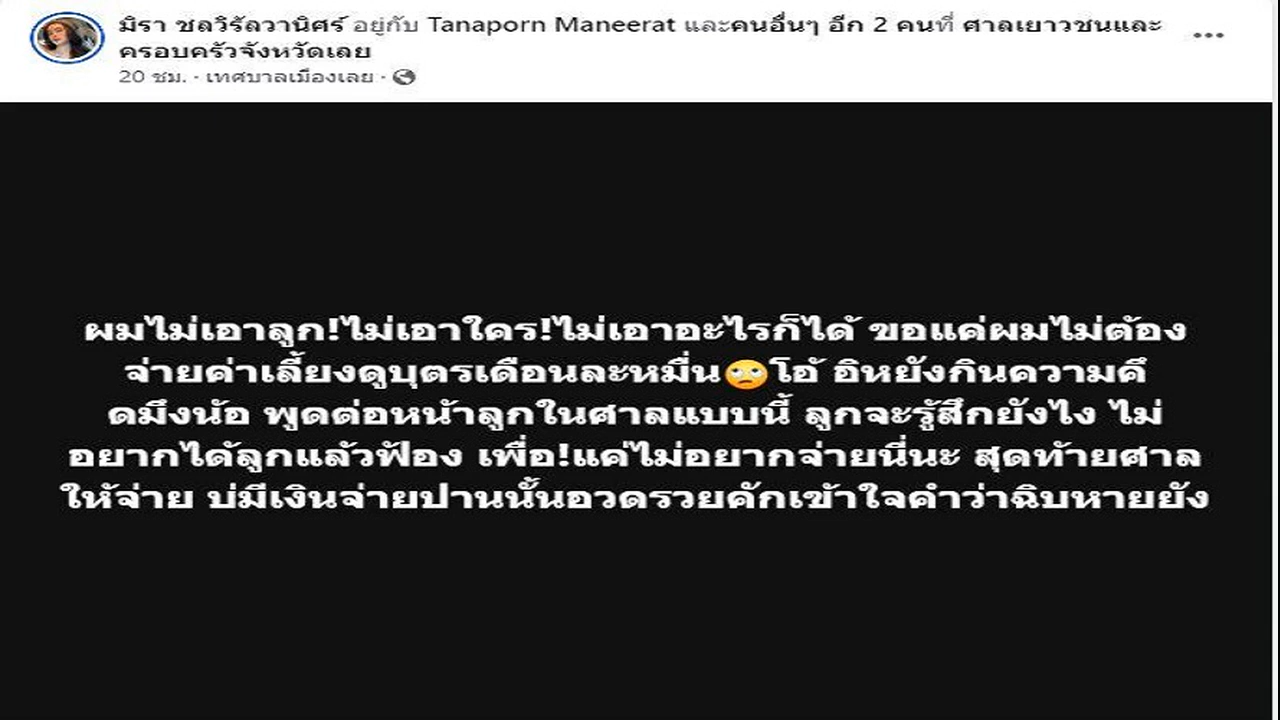 มิรา ชลวิรัลวานิศร์ อยู่กับ Tanaporn Maneerat และคนอื่นๆ อีก 2 คนที่ ศาลเยาวชนและ
ครอบครัวจังหวัดเลย
20 ชม. · เทศบาลเมืองเลย ·
ผมไม่เอาลูก!ไม่เอาใคร!ไม่เอาอะไรก็ได้ ขอแค่ผมไม่ต้อง
จ่ายค่าเลี้ยงดูบุตรเดือนละหมื่น🙄โอ้ อิหยังกินความคึ
ดมึงน้อ พูดต่อหน้าลูกในศาลแบบนี้ ลูกจะรู้สึกยังไง ไม่
อยากได้ลูกแล้วฟ้อง เพื่อ!แค่ไม่อยากจ่ายนี่นะ สุดท้ายศาล
ให้จ่าย บ่มีเงินจ่ายปานนั้นอวดรวยคักเข้าใจคำว่าฉิบหายยัง